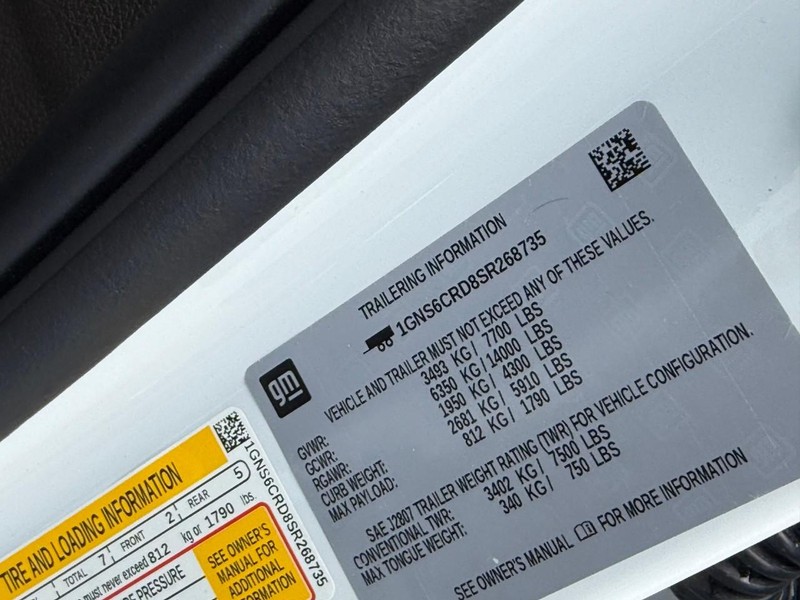 TRAILERING INFORMATION
1GNS6CRD8SR268735
gm
VEHICLE AND TRAILER MUST NOT EXCEED ANY OF THESE VALUES.
GVWR: 3493 KG/ 7700 LBS
GCWR: 6350 KG/14000 LBS
RGAWR: 1950 KG/ 4300 LBS
CURB WEIGHT: 2681 KG/ 5910 LBS
MAX PAYLOAD: 812 KG/ 1790 LBS
SAE J2807 TRAILER WEIGHT RATING (TWR) FOR VEHICLE CONFIGURATION.
CONVENTIONAL TWR: 3402 KG/ 7500 LBS
MAX TONGUE WEIGHT: 340 KG/ 750 LBS
SEE OWNER'S MANUAL FOR MORE INFORMATION
TIRE AND LOADING INFORMATION
TOTAL 7 FRONT 2 REAR 5
must never exceed 812 kg or 1790 lbs.
PRESSURE
SEE OWNER'S
MANUAL FOR
ADDITIONAL
INFORMATION
1GNS6CRD8SR268735